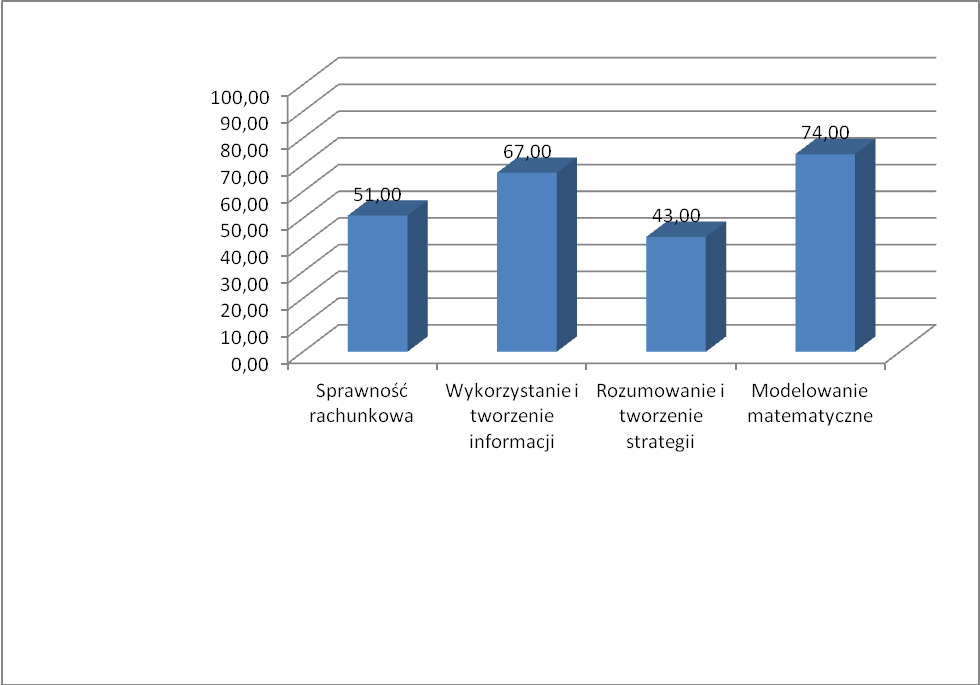 100,00
90,00
80,00
70,00
60,00
50,00
40,00
30,00
20,00
10,00
0,00
51,00
67,00
43,00
74,00
Sprawność
rachunkowa
Wykorzystanie i
tworzenie
informacji
Rozumowanie i
tworzenie
strategii
Modelowanie
matematyczne